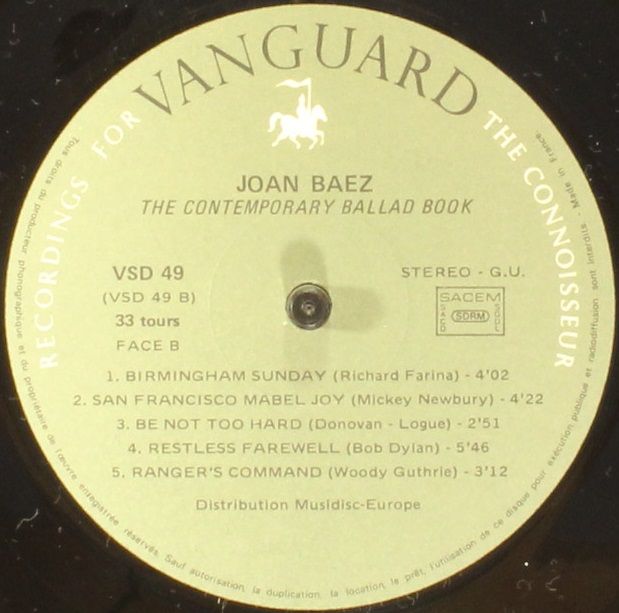 RECORDINGS FOR VANGUARD THE CONNOISSEUR
JOAN BAEZ
THE CONTEMPORARY BALLAD BOOK
VSD 49
STEREO - G.U.
(VSD 49 B)
33 tours
FACE B
SACEM
SACD
SDRM
SGDL
1. BIRMINGHAM SUNDAY (Richard Farina) - 4'02
2. SAN FRANCISCO MABEL JOY (Mickey Newbury) - 4'22
3. BE NOT TOO HARD (Donovan - Logue) - 2'51
4. RESTLESS FAREWELL (Bob Dylan) - 5'46
5. RANGER'S COMMAND (Woody Guthrie) - 3'12
Distribution Musidisc-Europe
Tous droits du producteur phonographique et du propriétaire de l'œuvre enregistrée réservés. Sauf autorisation, la duplication, la location, le prêt, l'utilisation de ce disque pour exécution publique et radiodiffusion sont interdits. - Made in France.